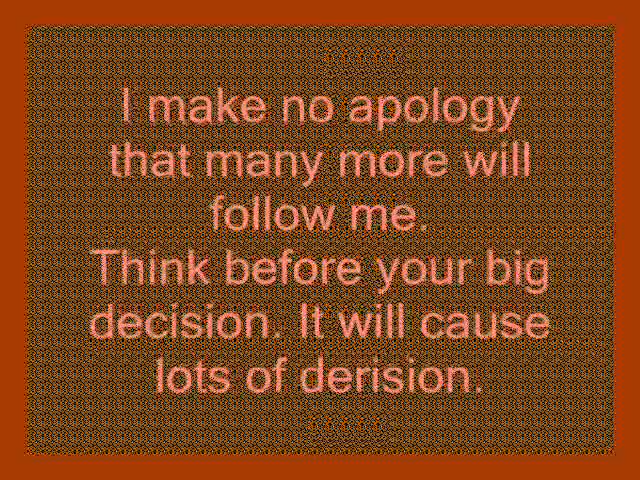 I make no apology
that many more will
follow me.
Think before your big
decision. It will cause
lots of derision.